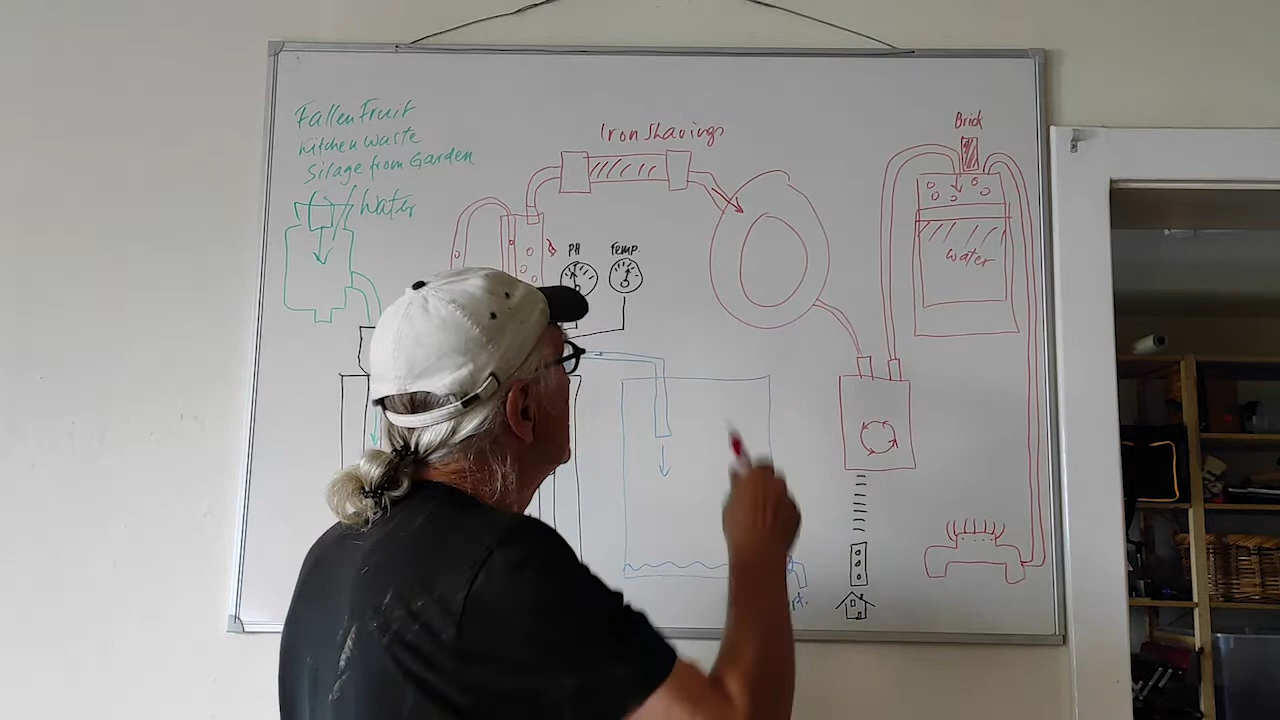 Fallen Fruit
kitchen waste
Silage from Garden
Water
Iron Shavings
Brick
PH
Temp.
water